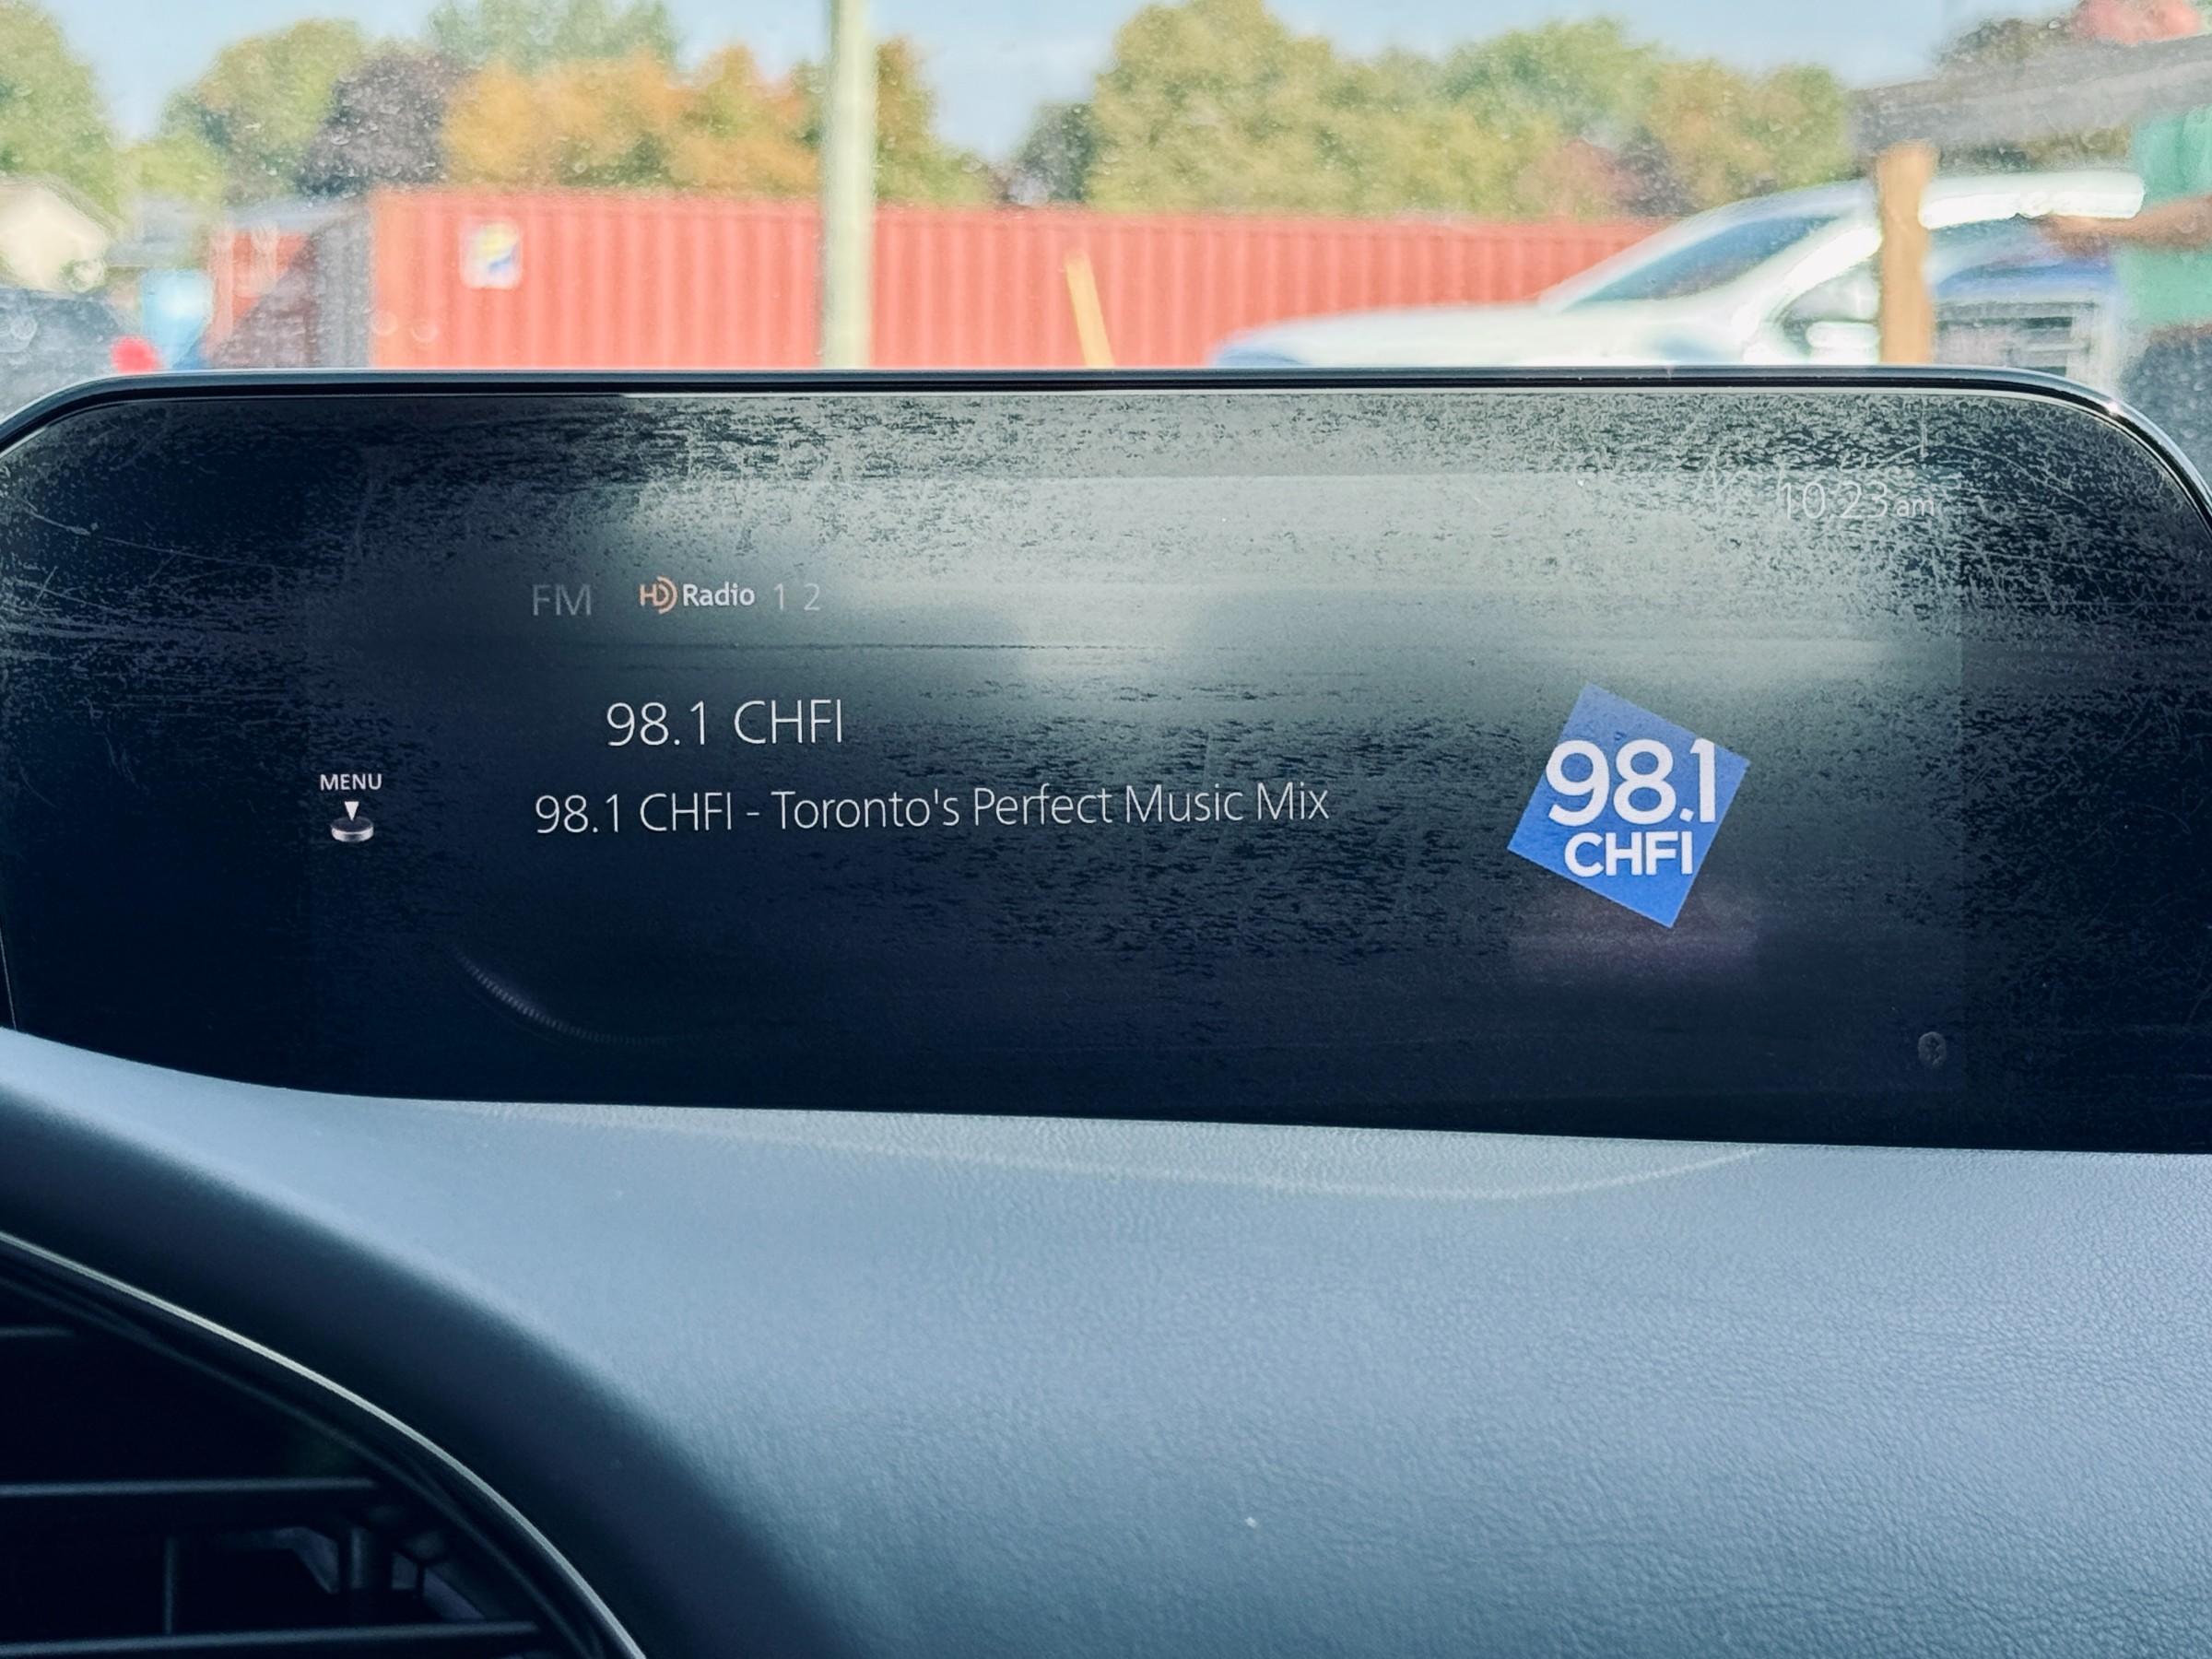 10:23 am
FM HD Radio 1 2
98.1 CHFI
98.1 CHFI - Toronto's Perfect Music Mix
98.1
CHFI
MENU